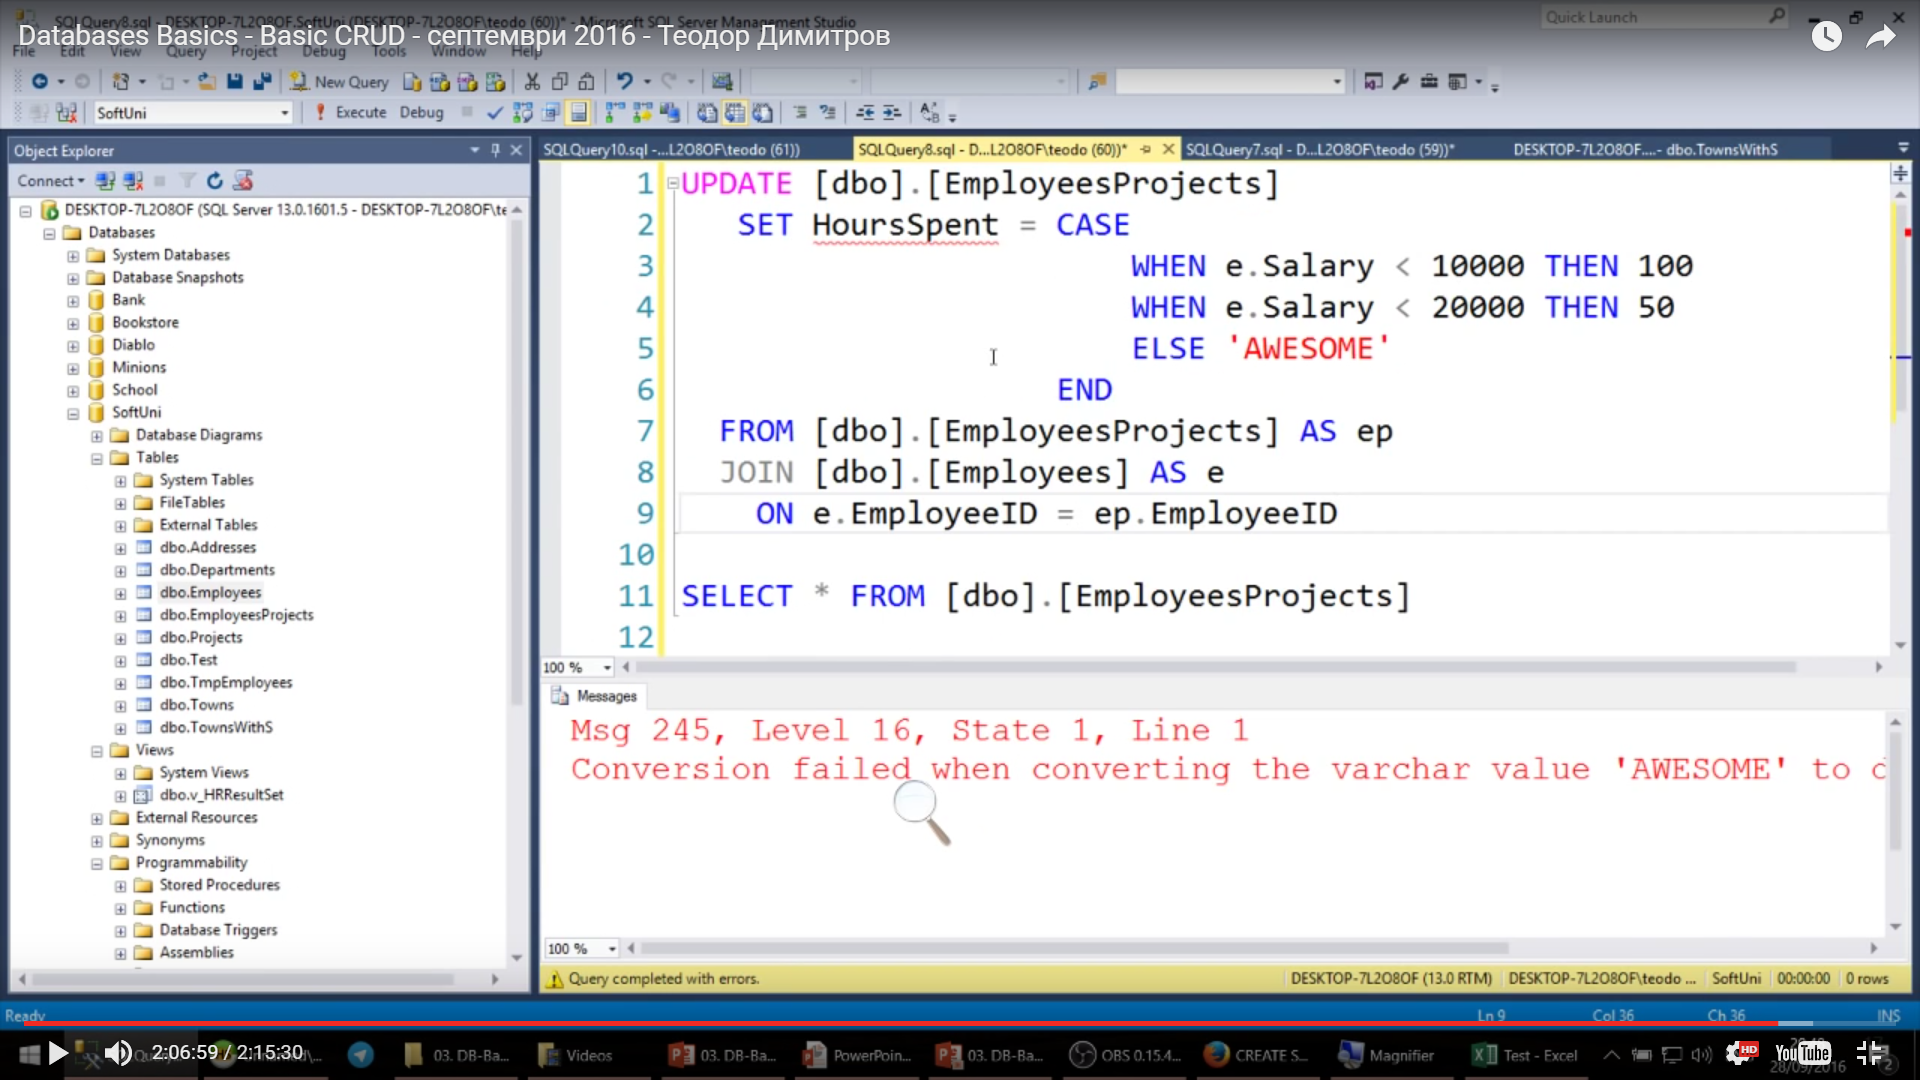 SQLQuery8.sql - DESKTOP-7L2O8OF.SoftUni (DESKTOP-7L2O8OF\teodo (60))* - Microsoft SQL Server Management Studio
Quick Launch
Databases Basics - Basic CRUD - септември 2016 - Теодор Димитров
File Edit View Query Project Debug Tools Window Help
New Query
SoftUni
Execute Debug
Object Explorer
SQLQuery10.sql -...L2O8OF\teodo (61))
SQLQuery8.sql - D...L2O8OF\teodo (60))*
SQLQuery7.sql - D...L2O8OF\teodo (59))*
DESKTOP-7L2O8OF.... - dbo.TownsWithS
Connect
DESKTOP-7L2O8OF (SQL Server 13.0.1601.5 - DESKTOP-7L2O8OF\te
Databases
System Databases
Database Snapshots
Bank
Bookstore
Diablo
Minions
School
SoftUni
Database Diagrams
Tables
System Tables
FileTables
External Tables
dbo.Addresses
dbo.Departments
dbo.Employees
dbo.EmployeesProjects
dbo.Projects
dbo.Test
dbo.TmpEmployees
dbo.Towns
dbo.TownsWithS
Views
System Views
dbo.v_HRResultSet
External Resources
Synonyms
Programmability
Stored Procedures
Functions
Database Triggers
Assemblies
1 UPDATE [dbo].[EmployeesProjects]
2 SET HoursSpent = CASE
3 WHEN e.Salary < 10000 THEN 100
4 WHEN e.Salary < 20000 THEN 50
5 ELSE 'AWESOME'
6 END
7 FROM [dbo].[EmployeesProjects] AS ep
8 JOIN [dbo].[Employees] AS e
9 ON e.EmployeeID = ep.EmployeeID
10
11 SELECT * FROM [dbo].[EmployeesProjects]
12
100 %
Messages
Msg 245, Level 16, State 1, Line 1
Conversion failed when converting the varchar value 'AWESOME' to d
100 %
Query completed with errors.
DESKTOP-7L2O8OF (13.0 RTM) DESKTOP-7L2O8OF\teodo ... SoftUni 00:00:00 0 rows
Ready
Ln 9 Col 36 Ch 36 INS
2:06:59 / 2:15:30
03. DB-Ba... Videos 03. DB-Ba... PowerPoin... 03. DB-Ba... OBS 0.15.4... CREATE S... Magnifier Test - Excel
HD
YouTube
28/09/2016
2